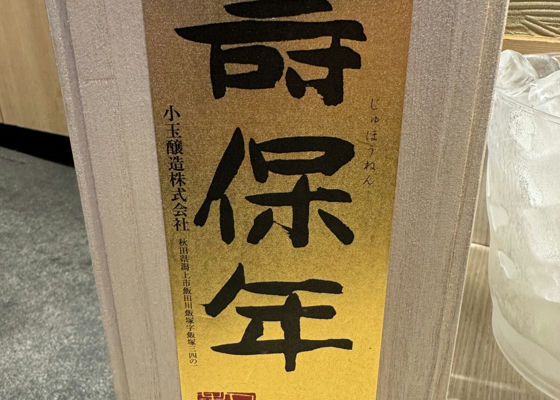 寿保年
じゅほうねん
小玉醸造株式会社
秋田県潟上市飯田川飯塚字飯塚三四の